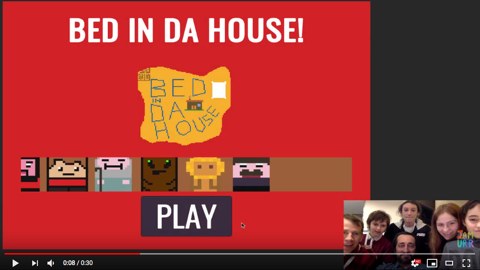 BED IN DA HOUSE!
BED
IN
DA
HOUSE
PLAY
0:08 / 0:30